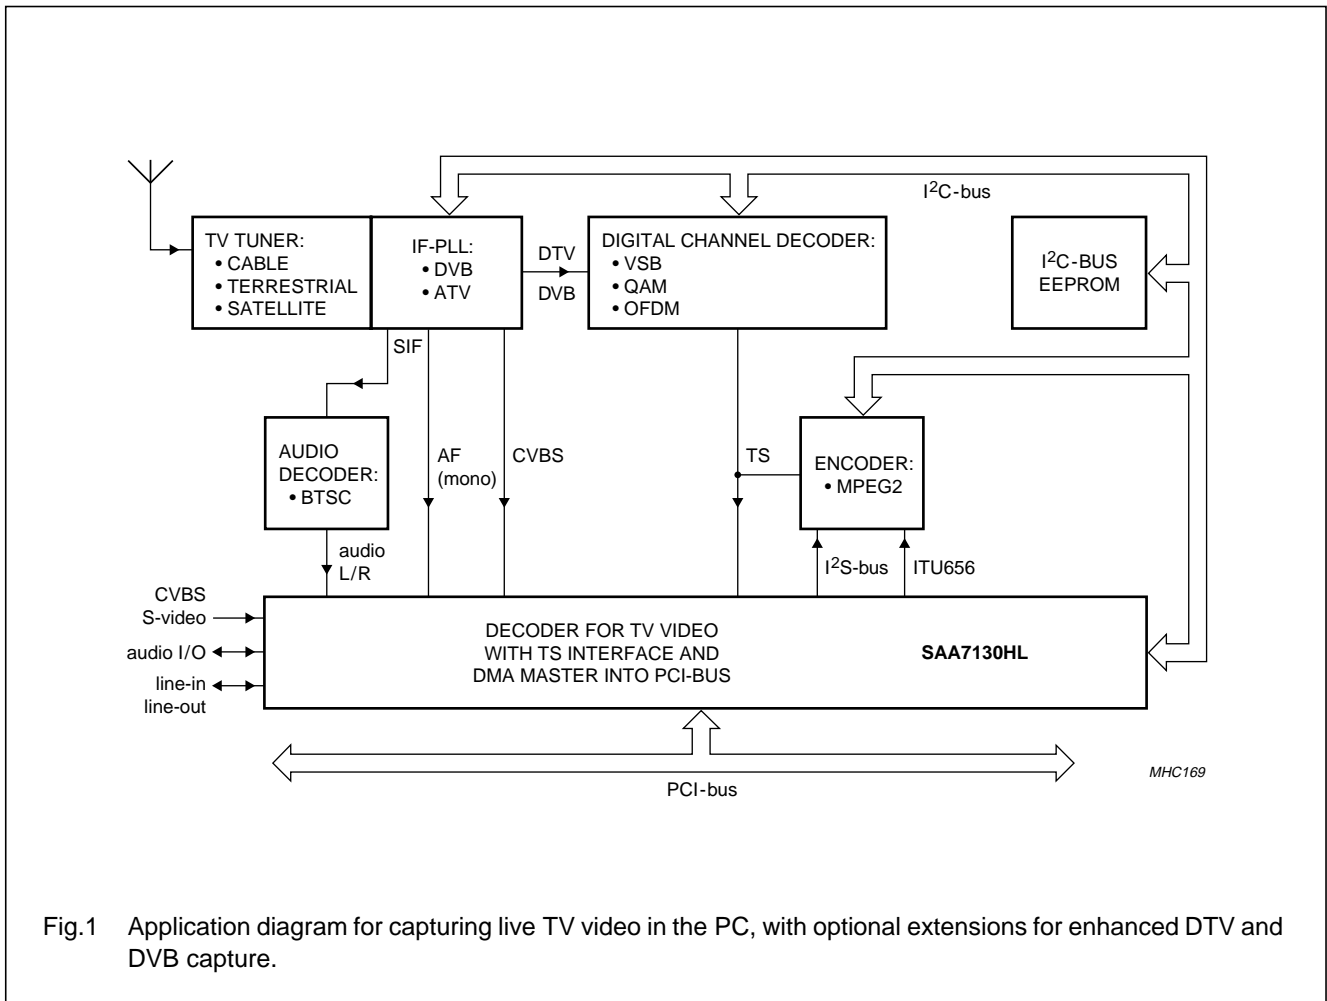 I2C-bus
TV TUNER:
• CABLE
• TERRESTRIAL
• SATELLITE
IF-PLL:
• DVB
• ATV
DTV
DVB
DIGITAL CHANNEL DECODER:
• VSB
• QAM
• OFDM
I2C-BUS
EEPROM
SIF
AUDIO
DECODER:
• BTSC
AF
(mono)
CVBS
TS
ENCODER:
• MPEG2
audio
L/R
I2S-bus
ITU656
CVBS
S-video
audio I/O
line-in
line-out
DECODER FOR TV VIDEO
WITH TS INTERFACE AND
DMA MASTER INTO PCI-BUS
SAA7130HL
PCI-bus
MHC169
Fig.1 Application diagram for capturing live TV video in the PC, with optional extensions for enhanced DTV and
DVB capture.